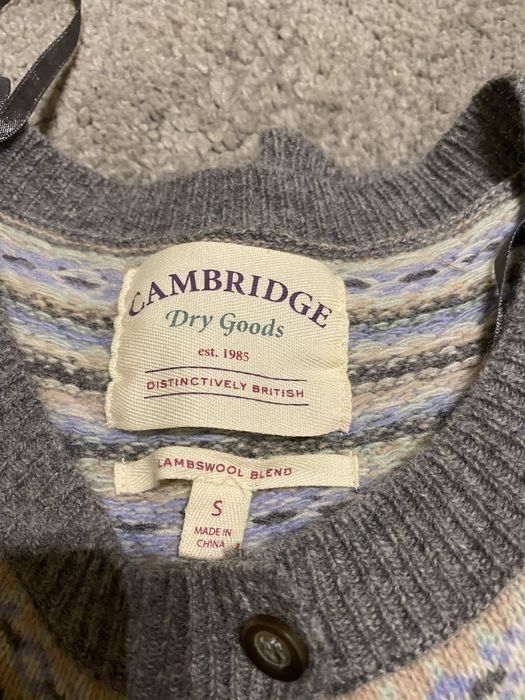 CAMBRIDGE
Dry Goods
est. 1985
DISTINCTIVELY BRITISH
LAMBSWOOL BLEND
S
MADE IN
CHINA